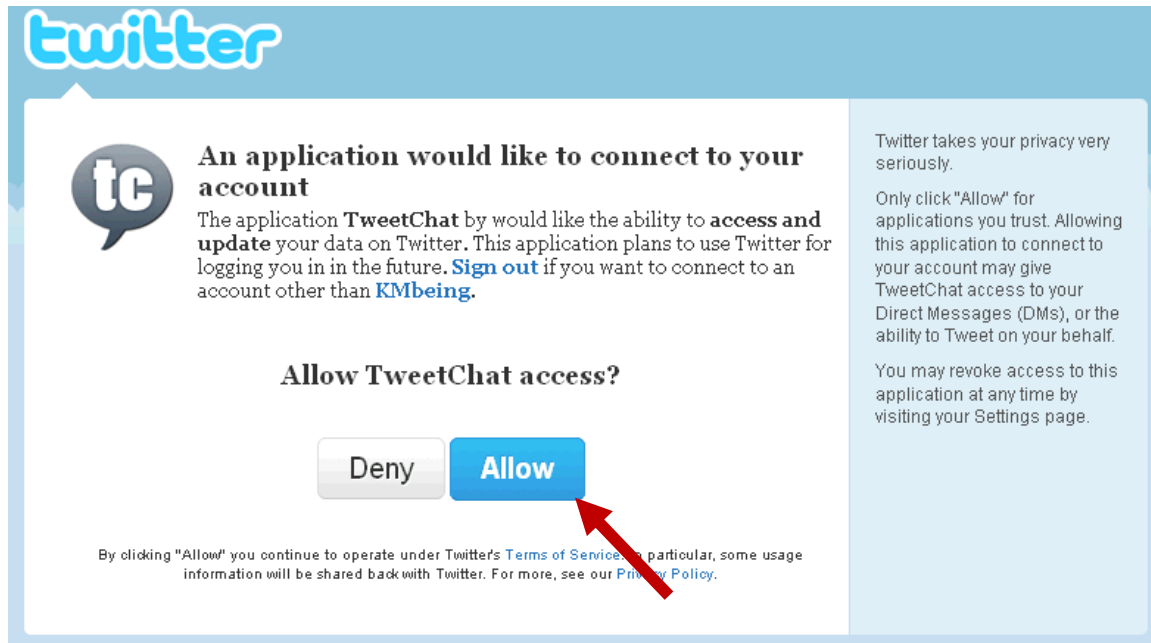 twitter
tc
An application would like to connect to your
account
The application TweetChat by would like the ability to access and
update your data on Twitter. This application plans to use Twitter for
logging you in in the future. Sign out if you want to connect to an
account other than KMbeing.
Allow TweetChat access?
Deny
Allow
By clicking "Allow" you continue to operate under Twitter's Terms of Service. particular, some usage
information will be shared back with Twitter. For more, see our Privacy Policy.
Twitter takes your privacy very
seriously.
Only click "Allow" for
applications you trust. Allowing
this application to connect to
your account may give
TweetChat access to your
Direct Messages (DMs), or the
ability to Tweet on your behalf.
You may revoke access to this
application at any time by
visiting your Settings page.